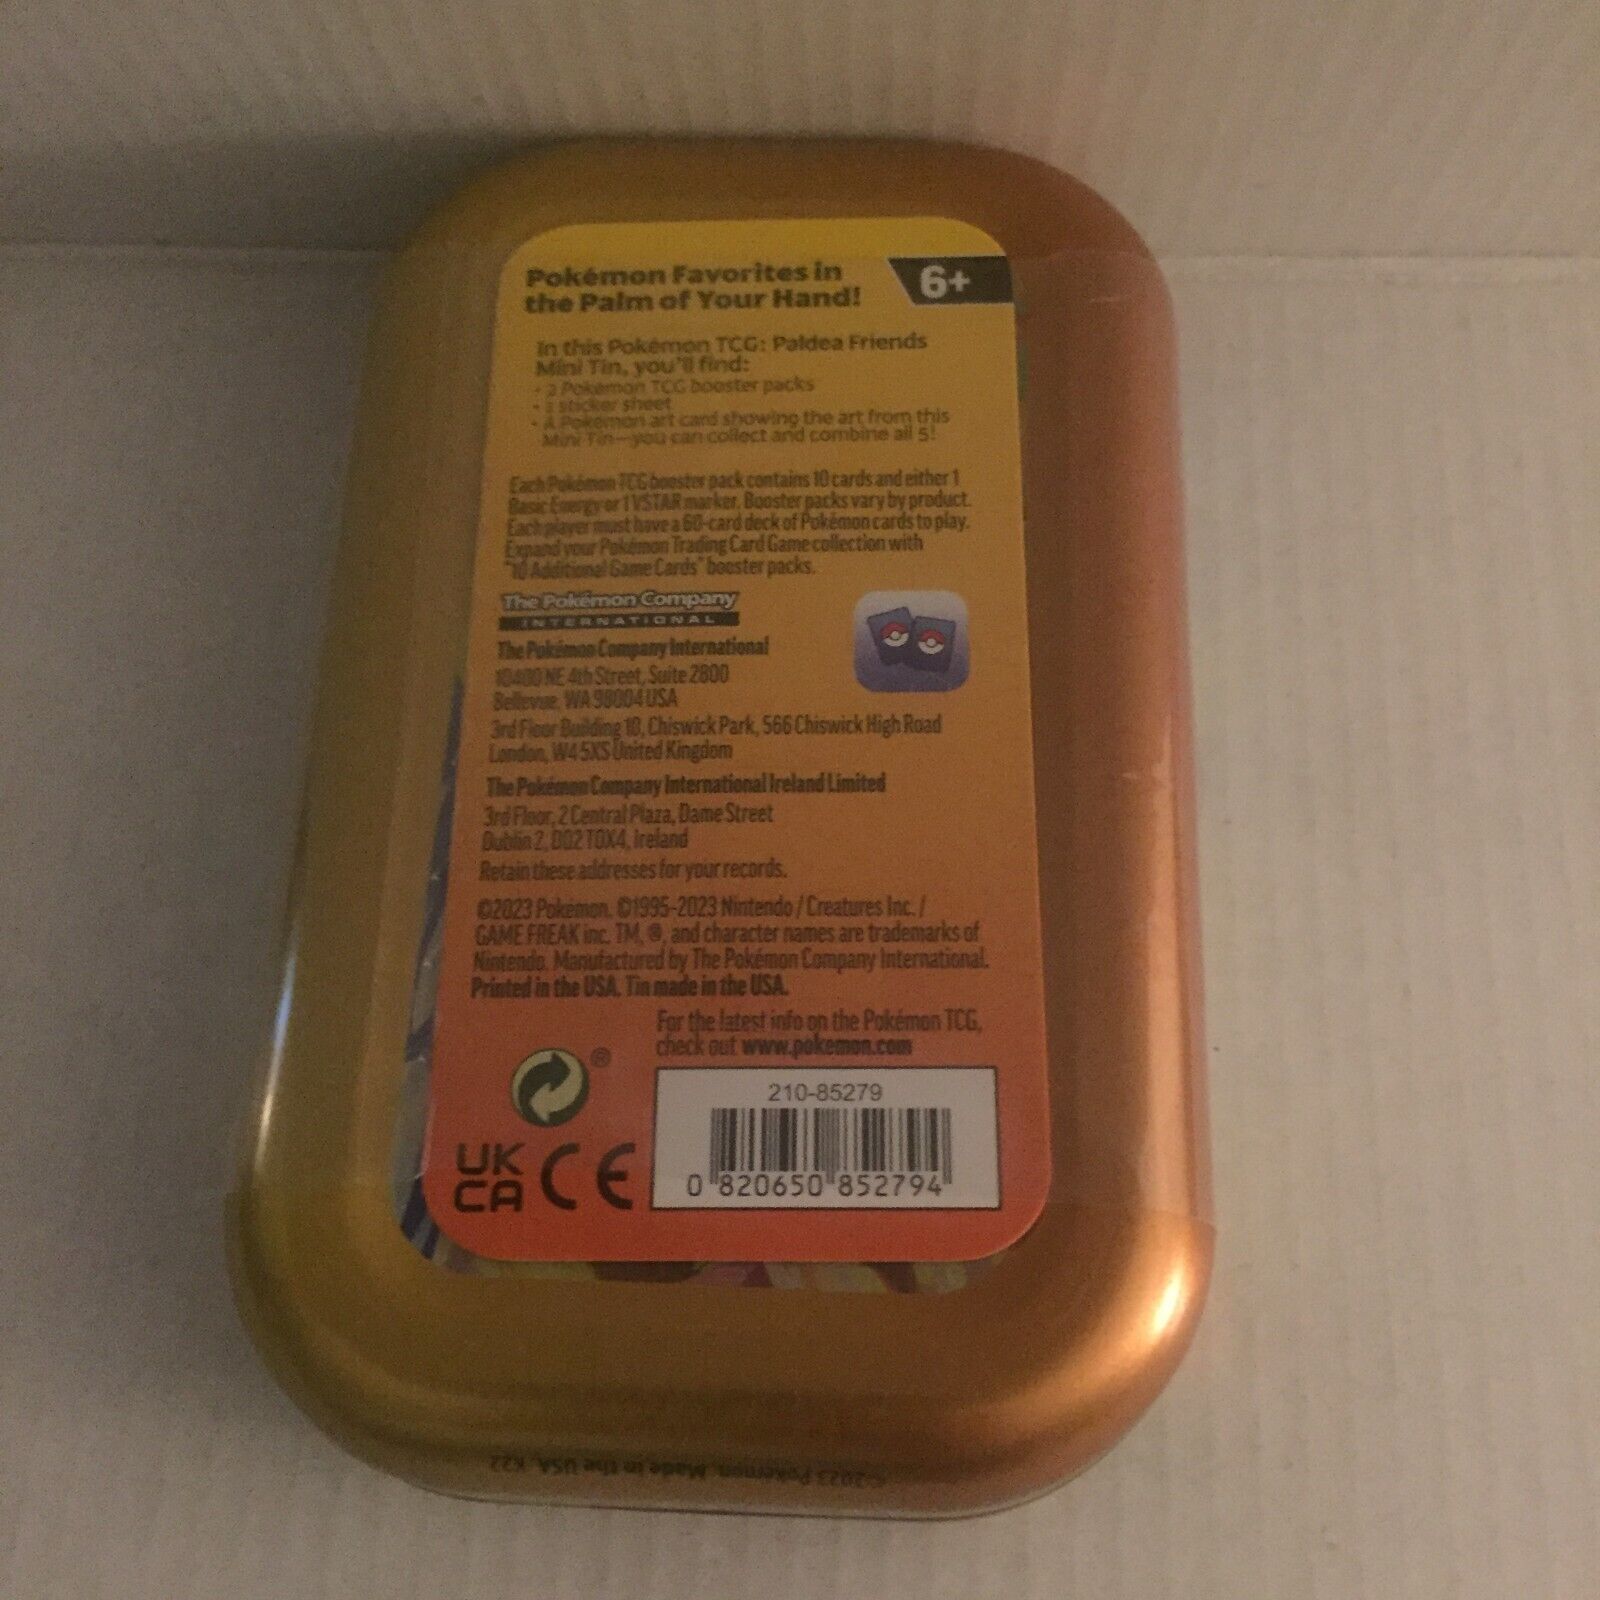 Pokémon Favorites in
the Palm of Your Hand!
6+
In this Pokémon TCG: Paldea Friends
Mini Tin, you'll find:
• 2 Pokémon TCG booster packs
• 1 sticker sheet
• A Pokémon art card showing the art from this
Mini Tin—you can collect and combine all 5!
Each Pokémon TCG booster pack contains 10 cards and either 1
Basic Energy or 1 VSTAR marker. Booster packs vary by product.
Each player must have a 60-card deck of Pokémon cards to play.
Expand your Pokémon Trading Card Game collection with
"10 Additional Game Cards" booster packs.
The Pokémon Company
INTERNATIONAL
The Pokémon Company International
10400 NE 4th Street, Suite 2800
Bellevue, WA 98004 USA
3rd Floor Building 10, Chiswick Park, 566 Chiswick High Road
London, W4 5XS United Kingdom
The Pokémon Company International Ireland Limited
3rd Floor, 2 Central Plaza, Dame Street
Dublin 2, D02 T0X4, Ireland
Retain these addresses for your records.
©2023 Pokémon. ©1995–2023 Nintendo / Creatures Inc. /
GAME FREAK inc. TM, ®, and character names are trademarks of
Nintendo. Manufactured by The Pokémon Company International.
Printed in the USA. Tin made in the USA.
For the latest info on the Pokémon TCG,
check out www.pokemon.com
®
UK
CA
CE
210-85279
0 820650 852794
©2023 Pokémon. Made in the USA. K22